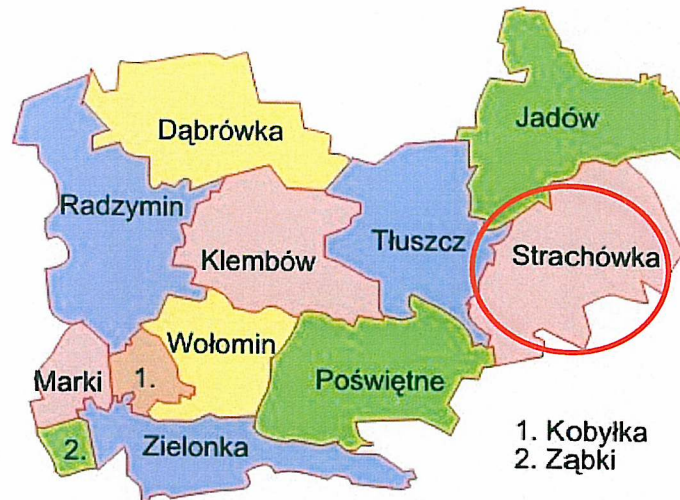 Dąbrówka
Jadów
Radzymin
Klembów
Tłuszcz
Strachówka
Wołomin
Marki
1.
Poświętne
2.
Zielonka
1. Kobyłka
2. Ząbki